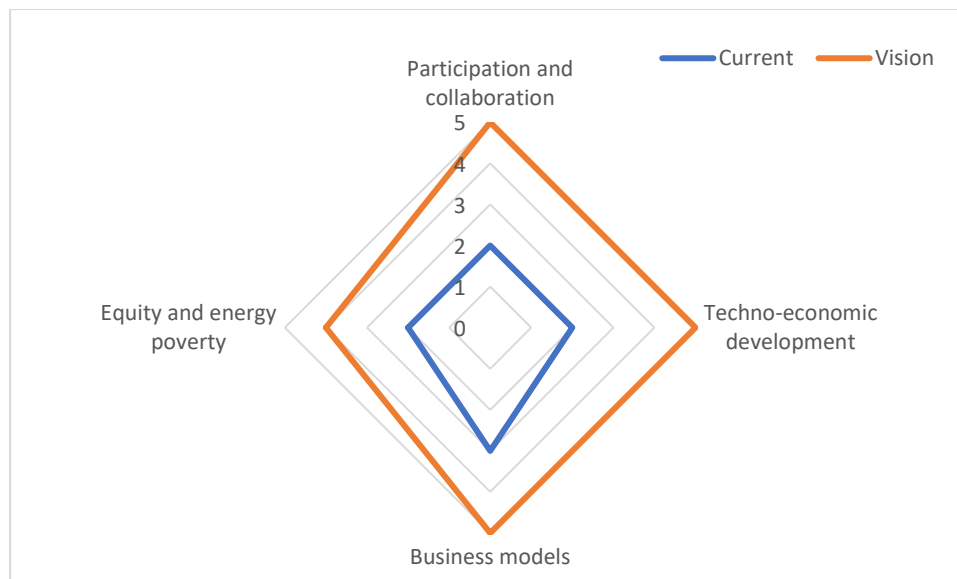 Current
Vision
Participation and
collaboration
5
4
3
2
1
0
Equity and energy
poverty
Techno-economic
development
Business models